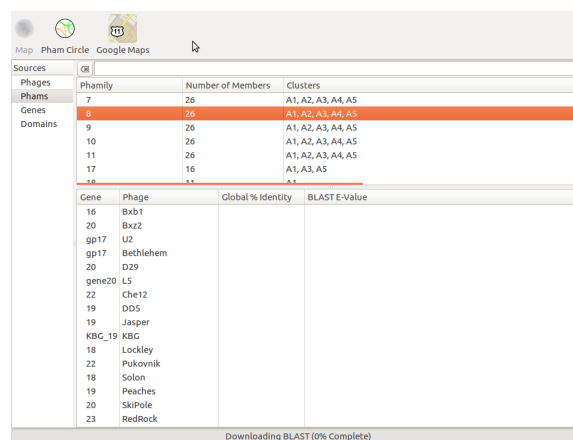 11
Map Pham Circle Google Maps
Sources
Phages
Phams
Genes
Domains
Phamily Number of Members Clusters
7 26 A1, A2, A3, A4, A5
8 26 A1, A2, A3, A4, A5
9 26 A1, A2, A3, A4, A5
10 26 A1, A2, A3, A4, A5
11 26 A1, A2, A3, A4, A5
17 16 A1, A3, A5
18 11 A1
Gene Phage Global % Identity BLAST E-Value
16 Bxb1
20 Bxz2
gp17 U2
gp17 Bethlehem
20 D29
gene20 L5
22 Che12
19 DD5
19 Jasper
KBG_19 KBG
18 Lockley
22 Pukovnik
18 Solon
19 Peaches
20 SkiPole
23 RedRock
Downloading BLAST (0% Complete)